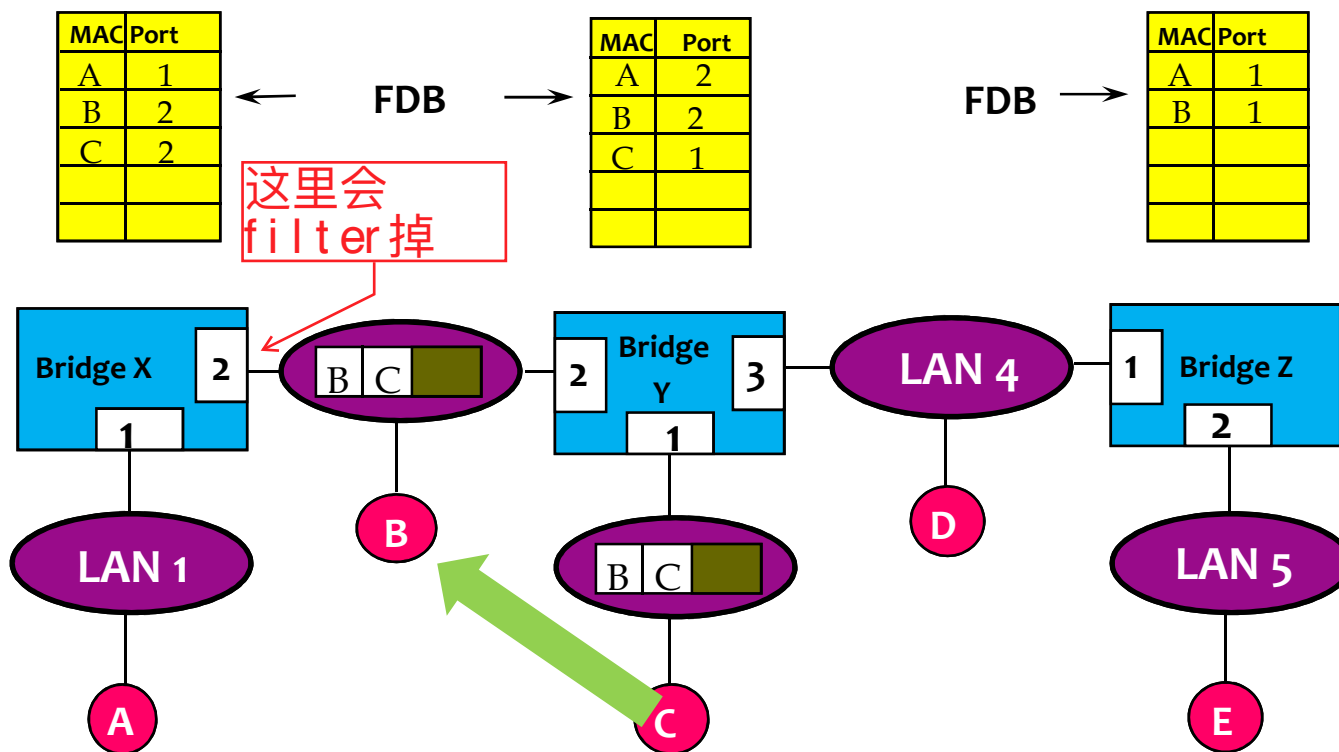 MAC Port
A 1
B 2
C 2
FDB
MAC Port
A 2
B 2
C 1
FDB
MAC Port
A 1
B 1
这里会
filter掉
Bridge X
2
1
B C
2
Bridge
Y
3
1
LAN 4
1
Bridge Z
2
B
D
LAN 1
B C
LAN 5
A
C
E